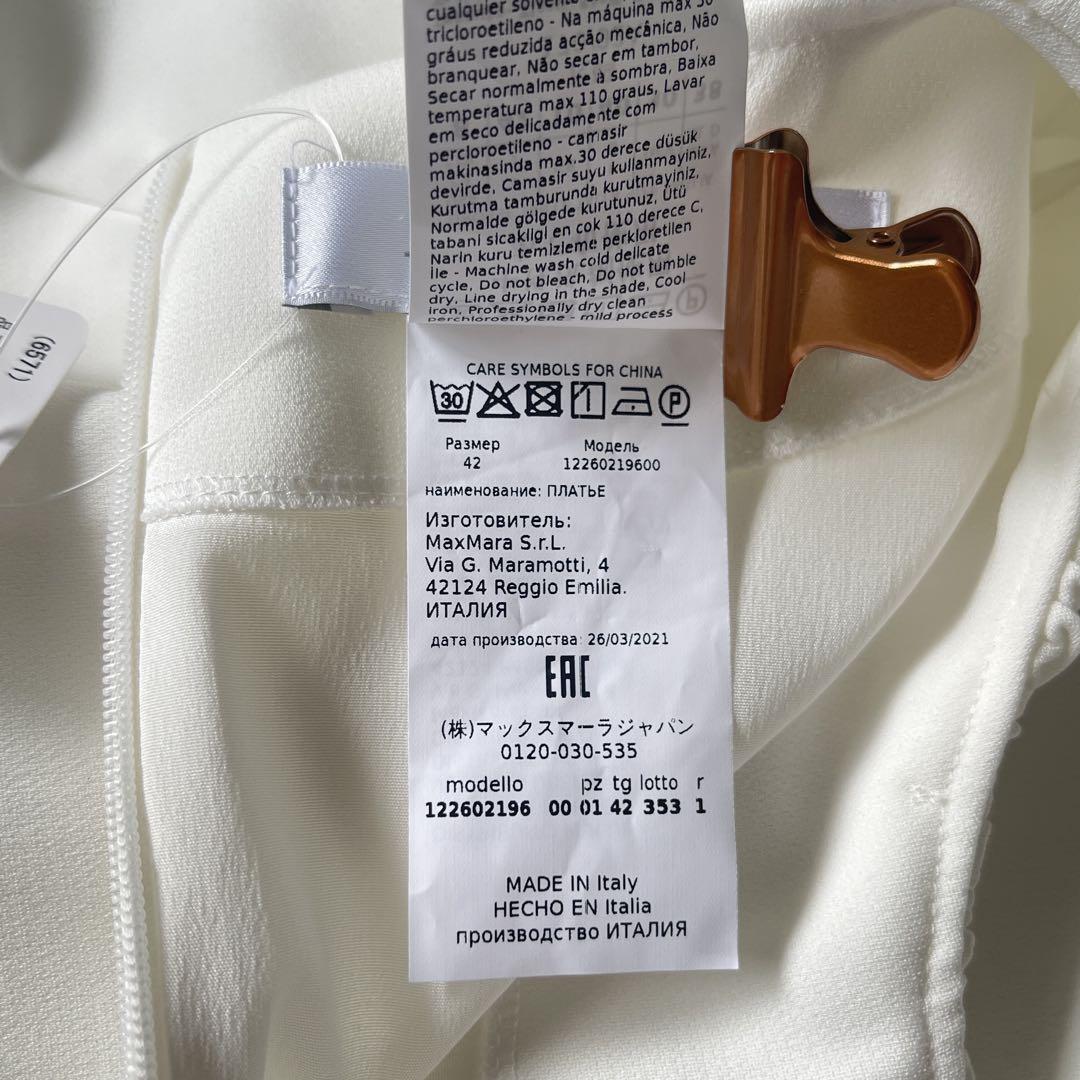 cualquier
tricloroetileno - Na máquina max 30
gráus reduzida acção mecânica, Não
branquear, Não secar em tambor,
Secar normalmente à sombra, Baixa
temperatura max 110 graus, Lavar
em seco delicadamente com
percloroetileno - camasir
makinasinda max.30 derece düsük
devirde, Camasir suyu kullanmayiniz,
Kurutma tamburunda kurutmayiniz,
Normalde gölgede kurutunuz, Ütü
tabani sicakligi en cok 110 derece C,
Narin kuru temizleme perkloretilen
ile - Machine wash cold delicate
cycle, Do not bleach, Do not tumble
dry, Line drying in the shade, Cool
iron, Professionally dry clean
perchloroethylene - mild process
(6571)
CARE SYMBOLS FOR CHINA
30 P
Размер Модель
42 12260219600
наименование: ПЛАТЬЕ
Изготовитель:
MaxMara S.r.L.
Via G. Maramotti, 4
42124 Reggio Emilia.
ИТАЛИЯ
дата производства: 26/03/2021
EAC
(株)マックスマーラジャパン
0120-030-535
modello pz tg lotto r
122602196 00 01 42 353 1
MADE IN Italy
HECHO EN Italia
производство ИТАЛИЯ